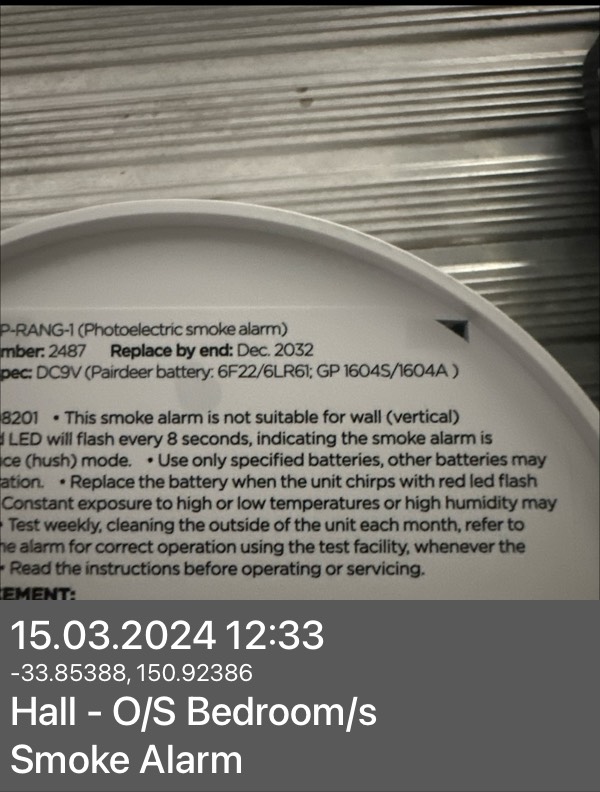 P-RANG-1 (Photoelectric smoke alarm)
mber: 2487 Replace by end: Dec. 2032
pec: DC9V (Pairdeer battery: 6F22/6LR61; GP 1604S/1604A )
8201 • This smoke alarm is not suitable for wall (vertical)
LED will flash every 8 seconds, indicating the smoke alarm is
ce (hush) mode. • Use only specified batteries, other batteries may
ation. • Replace the battery when the unit chirps with red led flash
Constant exposure to high or low temperatures or high humidity may
• Test weekly, cleaning the outside of the unit each month, refer to
he alarm for correct operation using the test facility, whenever the
• Read the instructions before operating or servicing.
EMENT:
15.03.2024 12:33
-33.85388, 150.92386
Hall - O/S Bedroom/s
Smoke Alarm